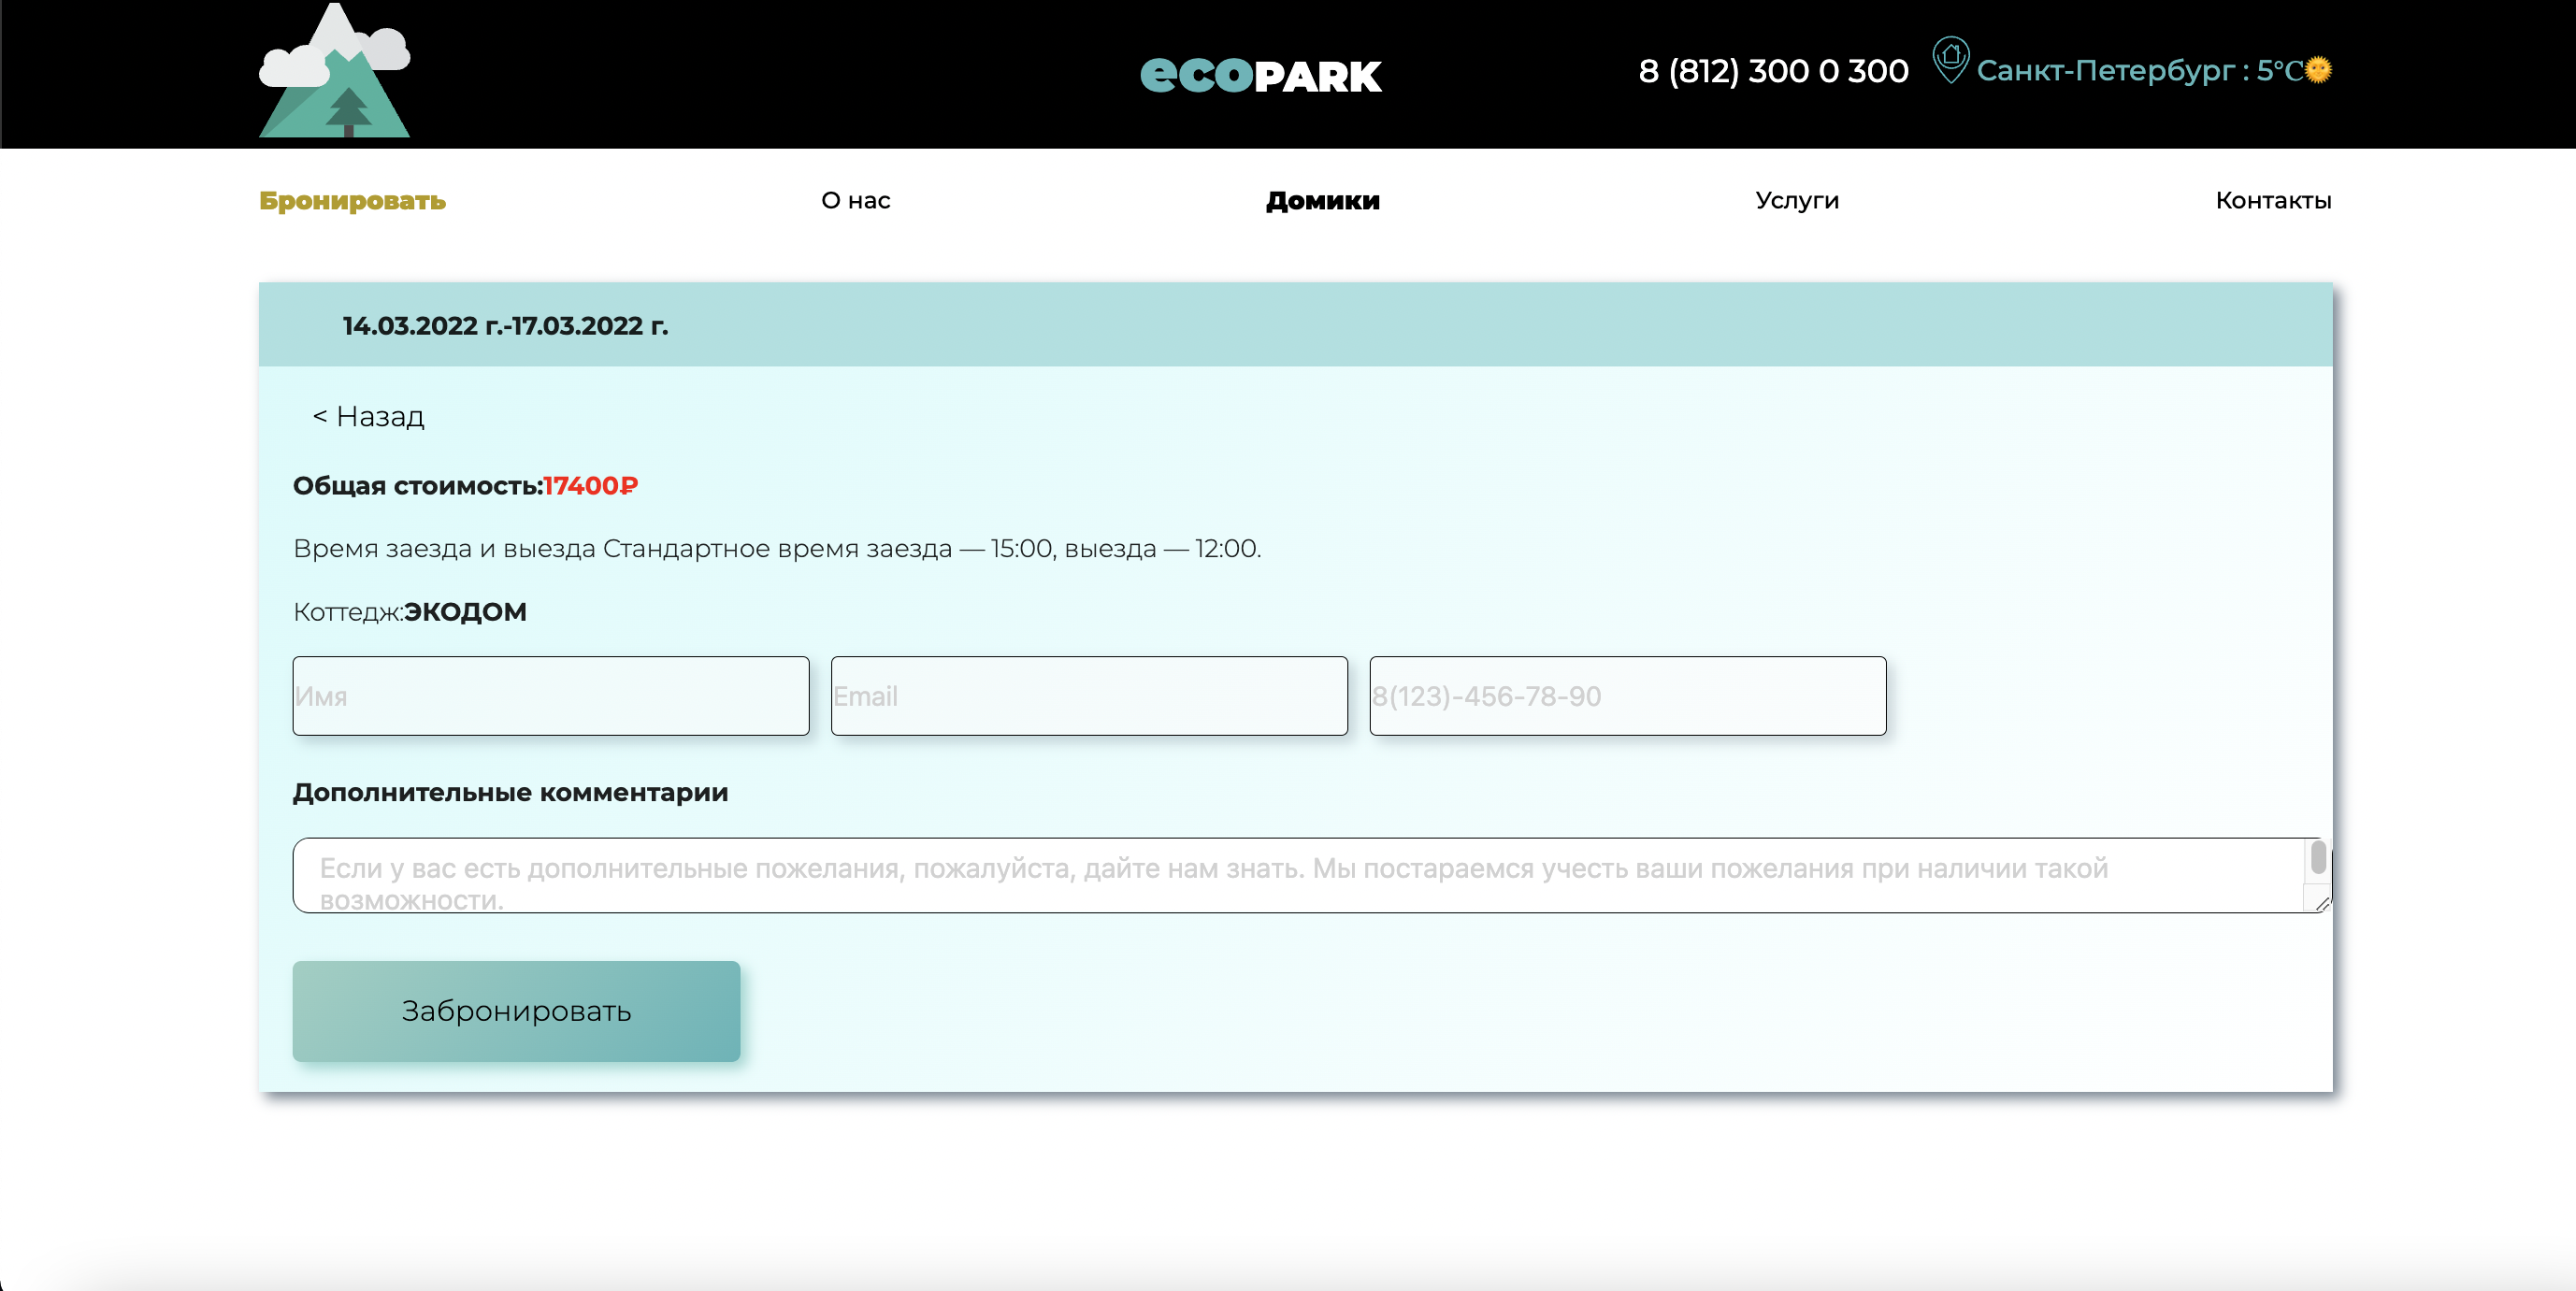 ecoPARK
8 (812) 300 0 300
Санкт-Петербург : 5°C
Бронировать
О нас
Домики
Услуги
Контакты
14.03.2022 г.-17.03.2022 г.
< Назад
Общая стоимость:17400₽
Время заезда и выезда Стандартное время заезда — 15:00, выезда — 12:00.
Коттедж:ЭКОДОМ
Имя
Email
8(123)-456-78-90
Дополнительные комментарии
Если у вас есть дополнительные пожелания, пожалуйста, дайте нам знать. Мы постараемся учесть ваши пожелания при наличии такой
возможности.
Забронировать